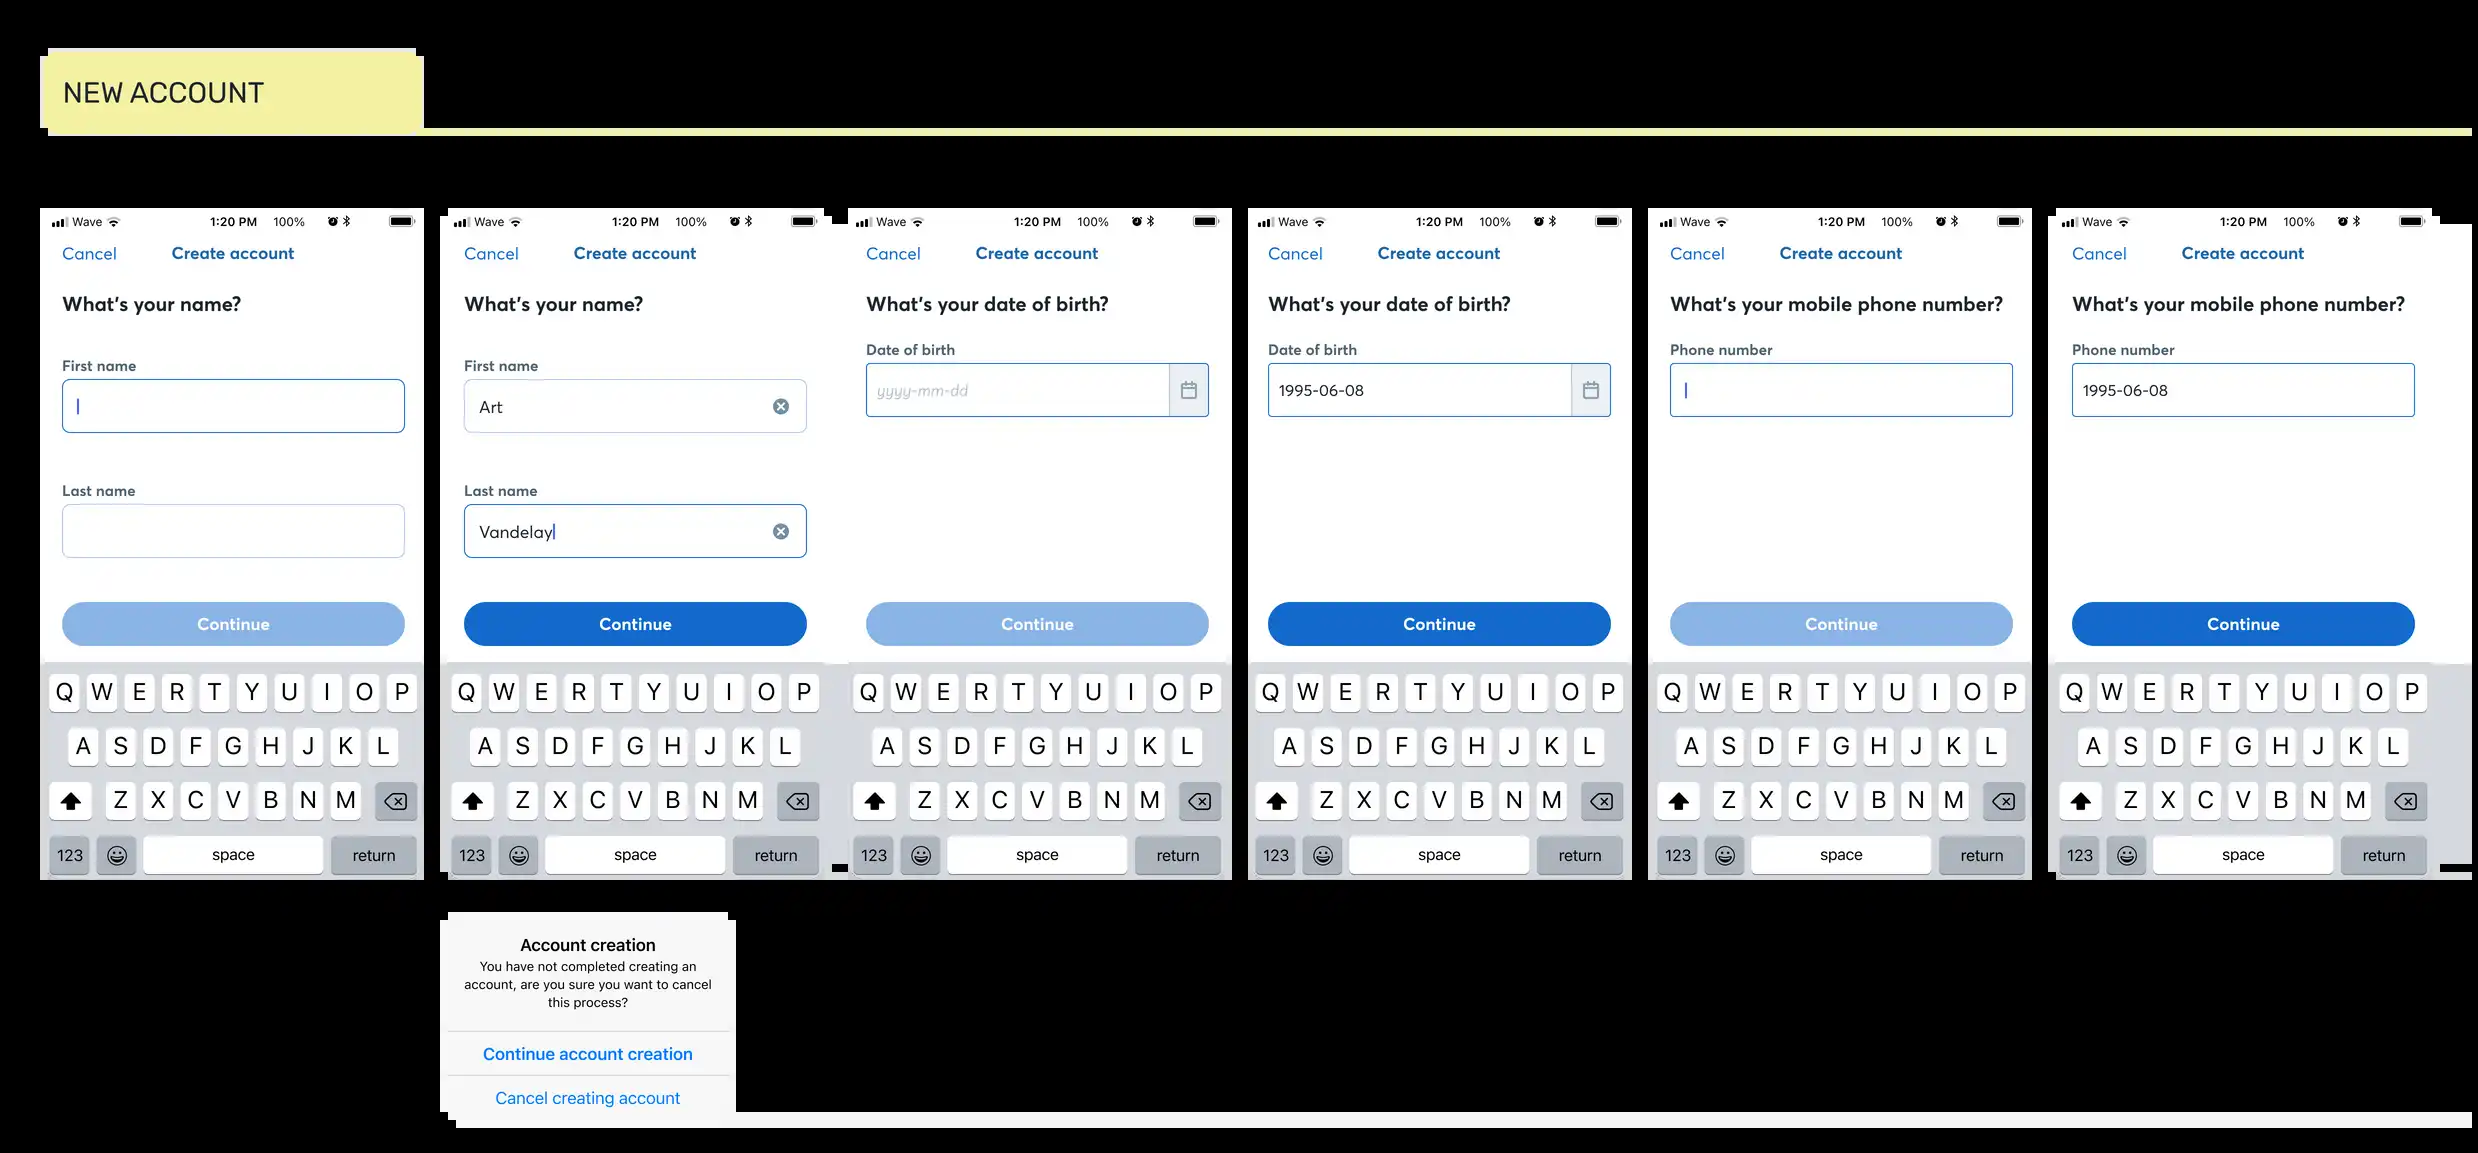 NEW ACCOUNT
Wave 1:20 PM 100%
Cancel Create account
What's your name?
First name
Last name
Continue
Q W E R T Y U I O P
A S D F G H J K L
Z X C V B N M
123 space return
Wave 1:20 PM 100%
Cancel Create account
What's your name?
First name
Art
Last name
Vandelay
Continue
Q W E R T Y U I O P
A S D F G H J K L
Z X C V B N M
123 space return
Wave 1:20 PM 100%
Cancel Create account
What's your date of birth?
Date of birth
yyyy-mm-dd
Continue
Q W E R T Y U I O P
A S D F G H J K L
Z X C V B N M
123 space return
Wave 1:20 PM 100%
Cancel Create account
What's your date of birth?
Date of birth
1995-06-08
Continue
Q W E R T Y U I O P
A S D F G H J K L
Z X C V B N M
123 space return
Wave 1:20 PM 100%
Cancel Create account
What's your mobile phone number?
Phone number
Continue
Q W E R T Y U I O P
A S D F G H J K L
Z X C V B N M
123 space return
Wave 1:20 PM 100%
Cancel Create account
What's your mobile phone number?
Phone number
1995-06-08
Continue
Q W E R T Y U I O P
A S D F G H J K L
Z X C V B N M
123 space return
Account creation
You have not completed creating an
account, are you sure you want to cancel
this process?
Continue account creation
Cancel creating account